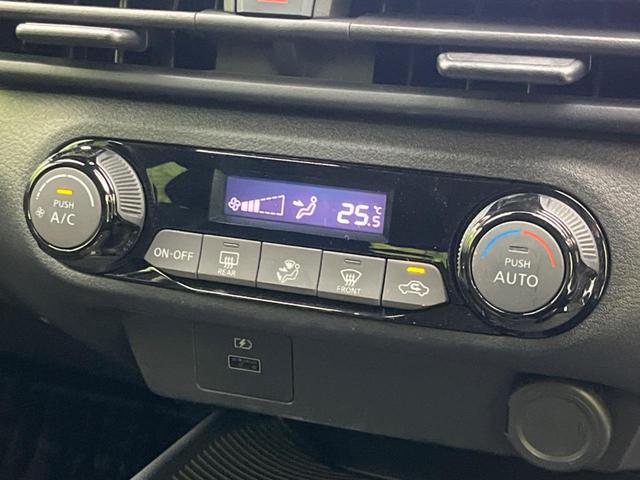 PUSH
A/C
25.5°C
ON-OFF
REAR
FRONT
PUSH
AUTO